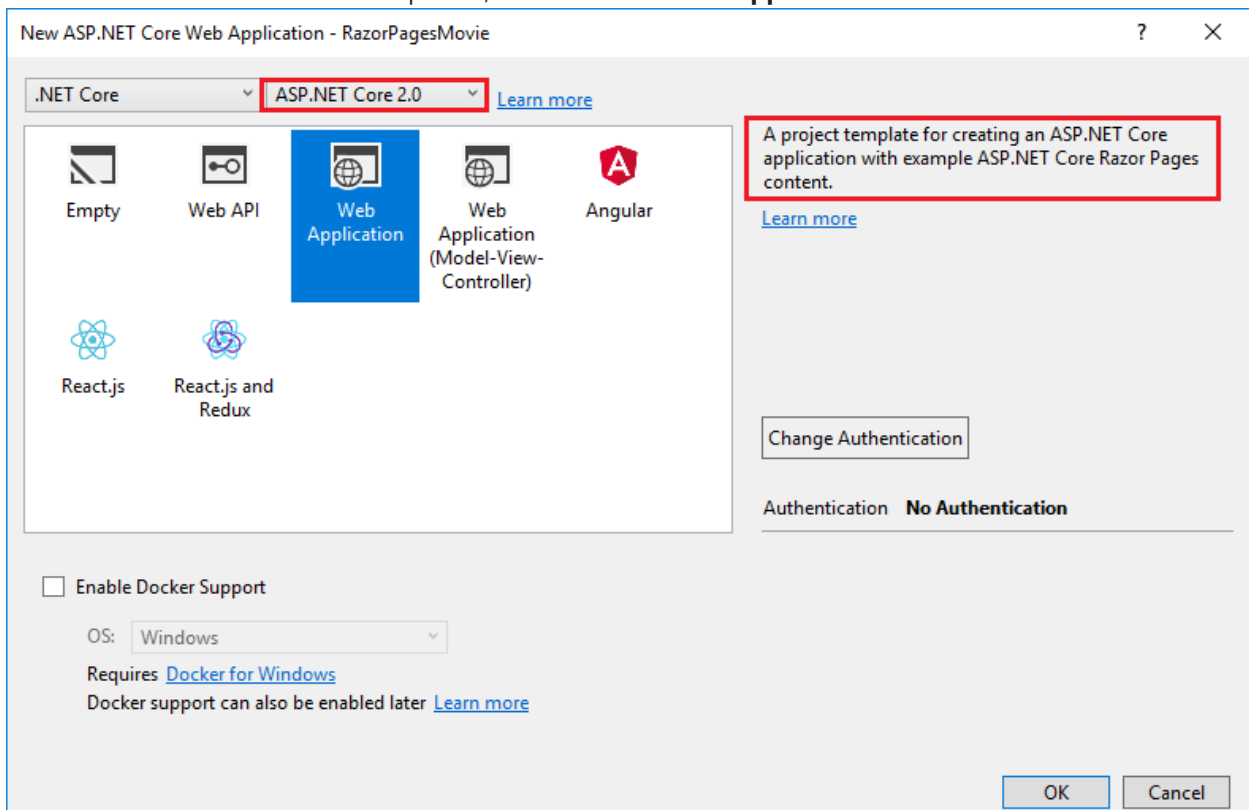 New ASP.NET Core Web Application - RazorPagesMovie ? ×
.NET Core ASP.NET Core 2.0 Learn more
Empty Web API Web Application Web Application (Model-View-Controller) Angular
React.js React.js and Redux
A project template for creating an ASP.NET Core
application with example ASP.NET Core Razor Pages
content.
Learn more
Change Authentication
Authentication No Authentication
Enable Docker Support
OS: Windows
Requires Docker for Windows
Docker support can also be enabled later Learn more
OK Cancel